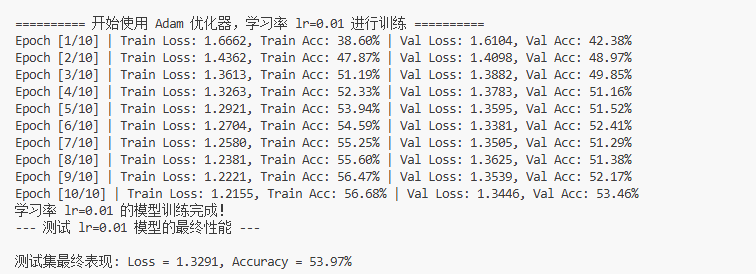 ========== 开始使用 Adam 优化器，学习率 lr=0.01 进行训练 ==========
Epoch [1/10] | Train Loss: 1.6662, Train Acc: 38.60% | Val Loss: 1.6104, Val Acc: 42.38%
Epoch [2/10] | Train Loss: 1.4362, Train Acc: 47.87% | Val Loss: 1.4098, Val Acc: 48.97%
Epoch [3/10] | Train Loss: 1.3613, Train Acc: 51.19% | Val Loss: 1.3882, Val Acc: 49.85%
Epoch [4/10] | Train Loss: 1.3263, Train Acc: 52.33% | Val Loss: 1.3783, Val Acc: 51.16%
Epoch [5/10] | Train Loss: 1.2921, Train Acc: 53.94% | Val Loss: 1.3595, Val Acc: 51.52%
Epoch [6/10] | Train Loss: 1.2704, Train Acc: 54.59% | Val Loss: 1.3381, Val Acc: 52.41%
Epoch [7/10] | Train Loss: 1.2580, Train Acc: 55.25% | Val Loss: 1.3505, Val Acc: 51.29%
Epoch [8/10] | Train Loss: 1.2381, Train Acc: 55.60% | Val Loss: 1.3625, Val Acc: 51.38%
Epoch [9/10] | Train Loss: 1.2221, Train Acc: 56.47% | Val Loss: 1.3539, Val Acc: 52.17%
Epoch [10/10] | Train Loss: 1.2155, Train Acc: 56.68% | Val Loss: 1.3446, Val Acc: 53.46%
学习率 lr=0.01 的模型训练完成!
--- 测试 lr=0.01 模型的最终性能 ---
测试集最终表现: Loss = 1.3291, Accuracy = 53.97%